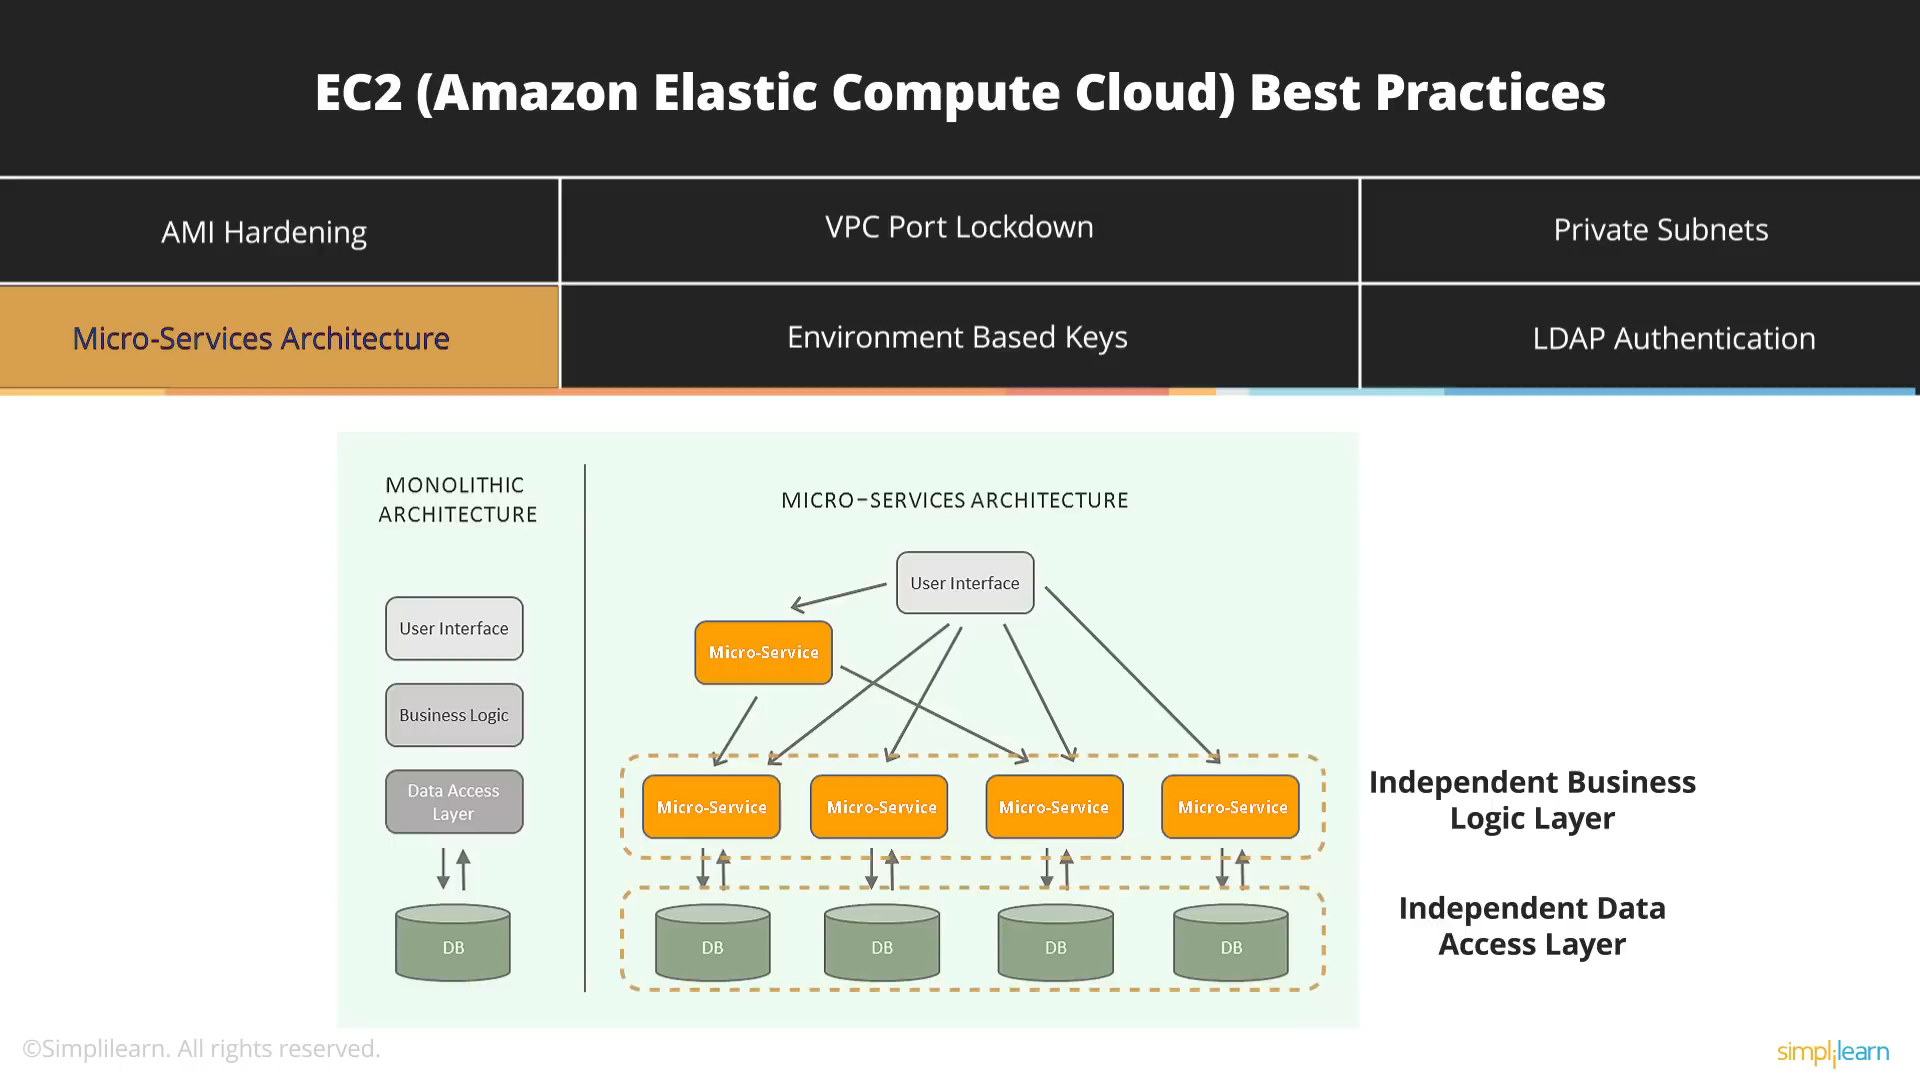 EC2 (Amazon Elastic Compute Cloud) Best Practices
AMI Hardening
VPC Port Lockdown
Private Subnets
Micro-Services Architecture
Environment Based Keys
LDAP Authentication
MONOLITHIC
ARCHITECTURE
User Interface
Business Logic
Data Access
Layer
DB
MICRO-SERVICES ARCHITECTURE
User Interface
Micro-Service
Micro-Service
Micro-Service
Micro-Service
Micro-Service
DB
DB
DB
DB
Independent Business
Logic Layer
Independent Data
Access Layer
©Simplilearn. All rights reserved.
simplilearn